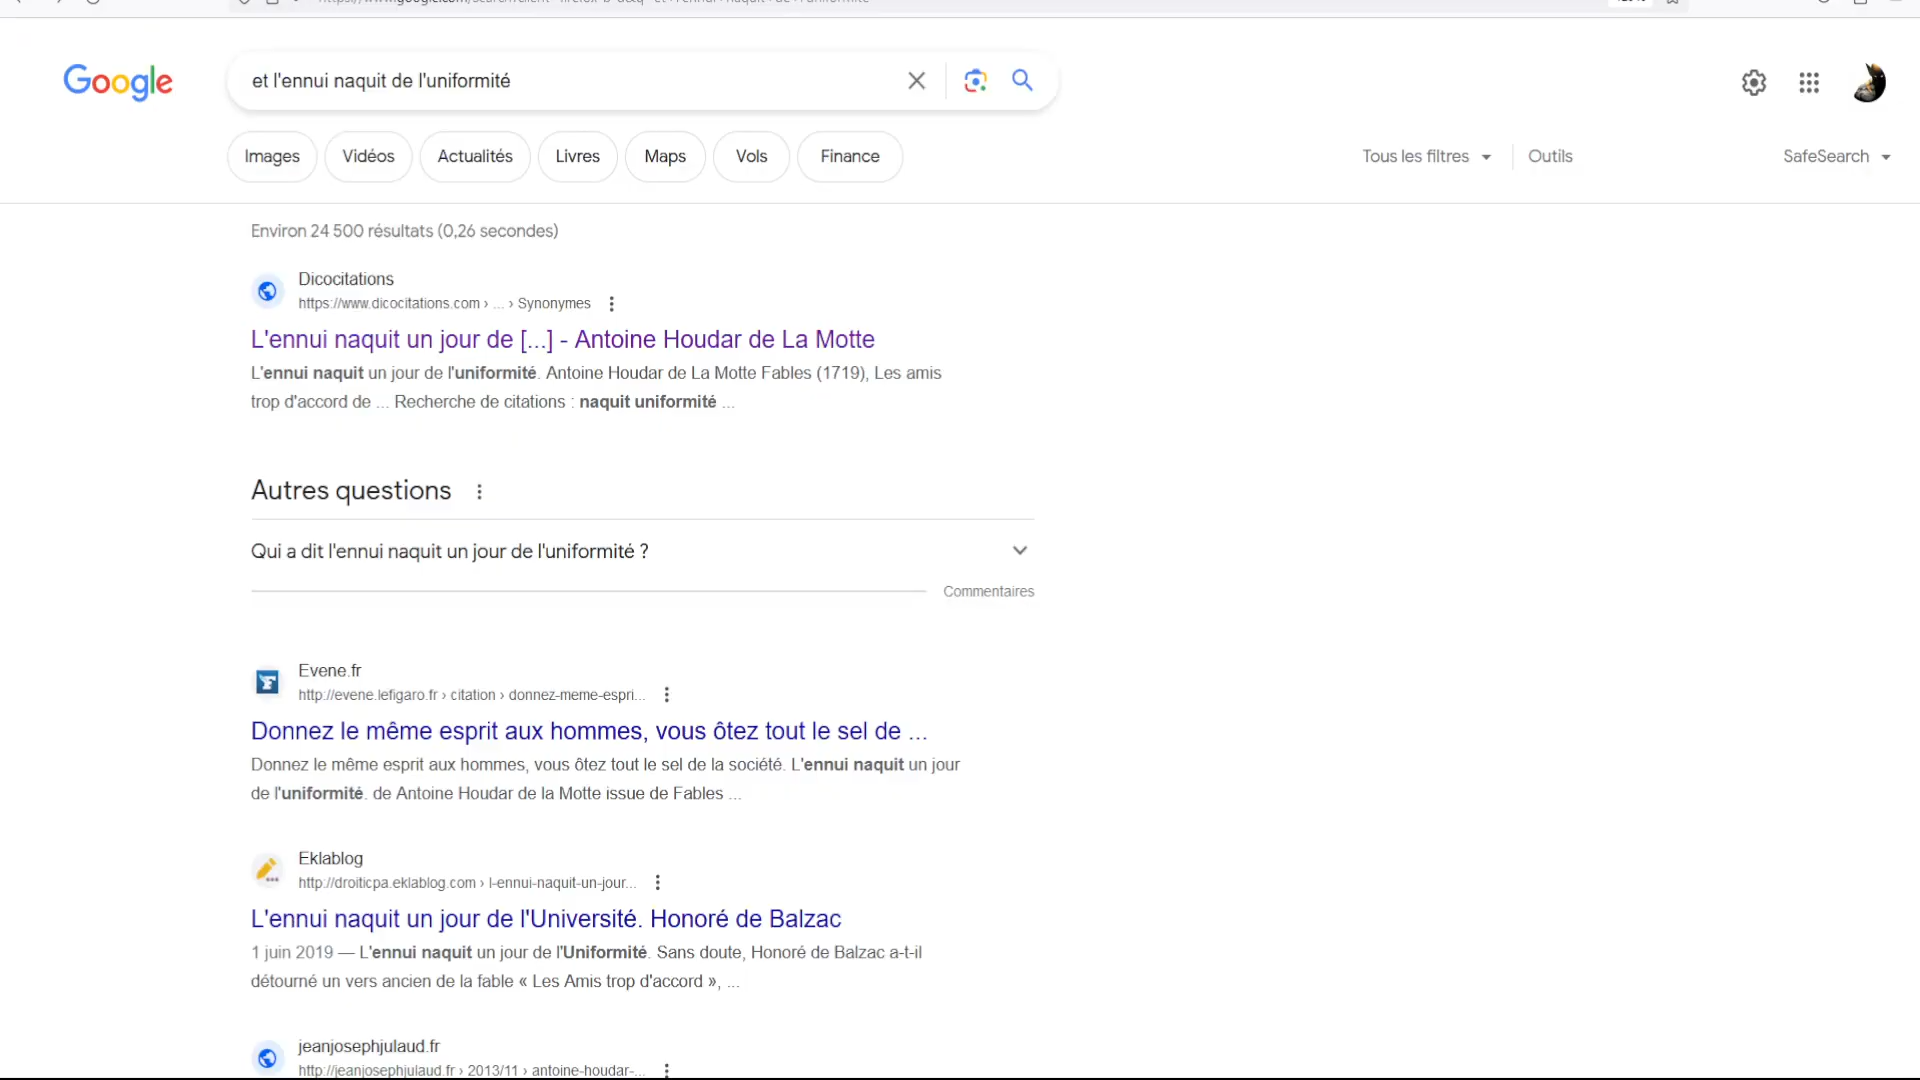 Google
et l'ennui naquit de l'uniformité
Images
Vidéos
Actualités
Livres
Maps
Vols
Finance
Tous les filtres
Outils
SafeSearch
Environ 24 500 résultats (0,26 secondes)
Dicocitations
https://www.dicocitations.com › ... › Synonymes
L'ennui naquit un jour de [...] - Antoine Houdar de La Motte
L'ennui naquit un jour de l'uniformité. Antoine Houdar de La Motte Fables (1719), Les amis
trop d'accord de ... Recherche de citations : naquit uniformité ...
Autres questions
Qui a dit l'ennui naquit un jour de l'uniformité ?
Commentaires
Evene.fr
http://evene.lefigaro.fr › citation › donnez-meme-espri...
Donnez le même esprit aux hommes, vous ôtez tout le sel de ...
Donnez le même esprit aux hommes, vous ôtez tout le sel de la société. L'ennui naquit un jour
de l'uniformité. de Antoine Houdar de la Motte issue de Fables ...
Eklablog
http://droiticpa.eklablog.com › l-ennui-naquit-un-jour...
L'ennui naquit un jour de l'Université. Honoré de Balzac
1 juin 2019 — L'ennui naquit un jour de l'Uniformité. Sans doute, Honoré de Balzac a-t-il
détourné un vers ancien de la fable « Les Amis trop d'accord », ...
jeanjosephjulaud.fr
http://jeanjosephjulaud.fr › 2013/11 › antoine-houdar-...